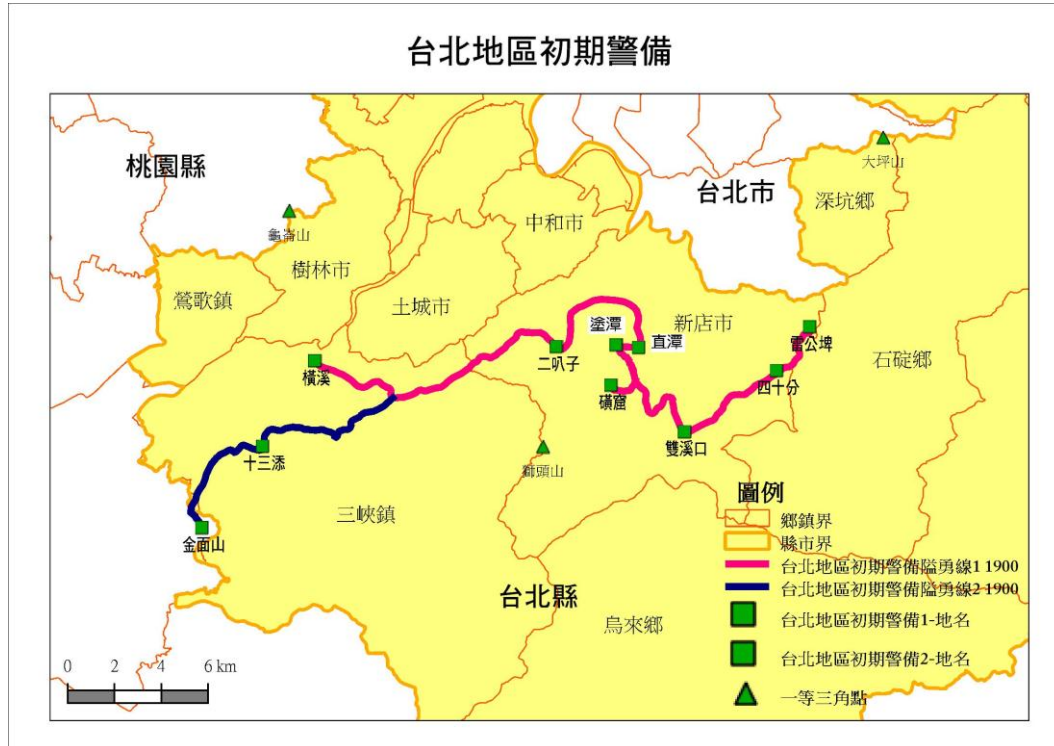 台北地區初期警備
桃園縣
台北市
大坪山
深坑鄉
龜崙山
中和市
樹林市
鶯歌鎮
土城市
塗潭
新店市
直潭
雷公埤
石碇鄉
二叭子
橫溪
四十分
磺窟
雙溪口
十三添
獅頭山
三峽鎮
金面山
台北縣
烏來鄉
圖例
鄉鎮界
縣市界
台北地區初期警備隘勇線1 1900
台北地區初期警備隘勇線2 1900
台北地區初期警備1-地名
台北地區初期警備2-地名
一等三角點
0 2 4 6 km